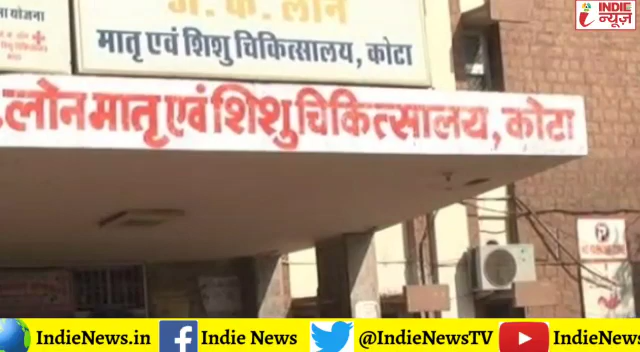 INDIE
न्यूज़
मातृ एवं शिशु चिकित्सालय, कोटा
लोन मातृ एवं शिशु चिकित्सालय, कोटा
IndieNews.in Indie News @IndieNewsTV IndieNews